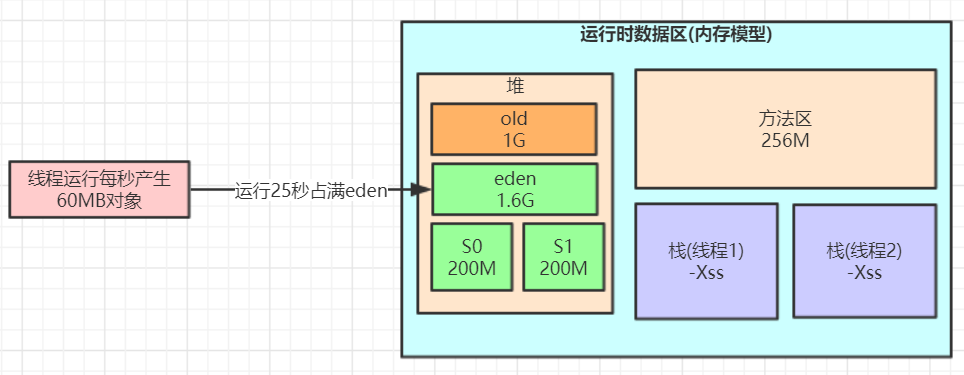 运行时数据区(内存模型)
堆
old
1G
方法区
256M
线程运行每秒产生
60MB对象
运行25秒占满eden
eden
1.6G
S0
200M
S1
200M
栈(线程1)
-Xss
栈(线程2)
-Xss